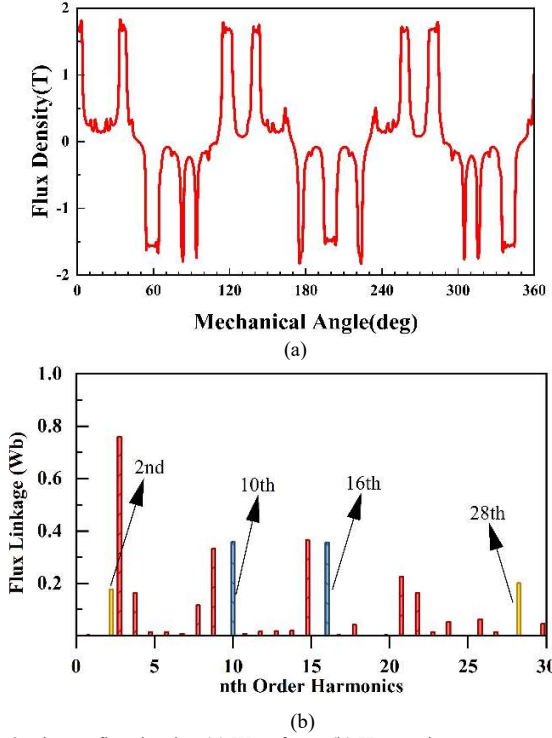 2
1
0
-1
-2
Flux Density(T)
0 60 120 180 240 300 360
Mechanical Angle(deg)
(a)
1.0
0.8
0.6
0.4
0.2
Flux Linkage (Wb)
2nd
10th
16th
28th
0 5 10 15 20 25 30
nth Order Harmonics
(b)